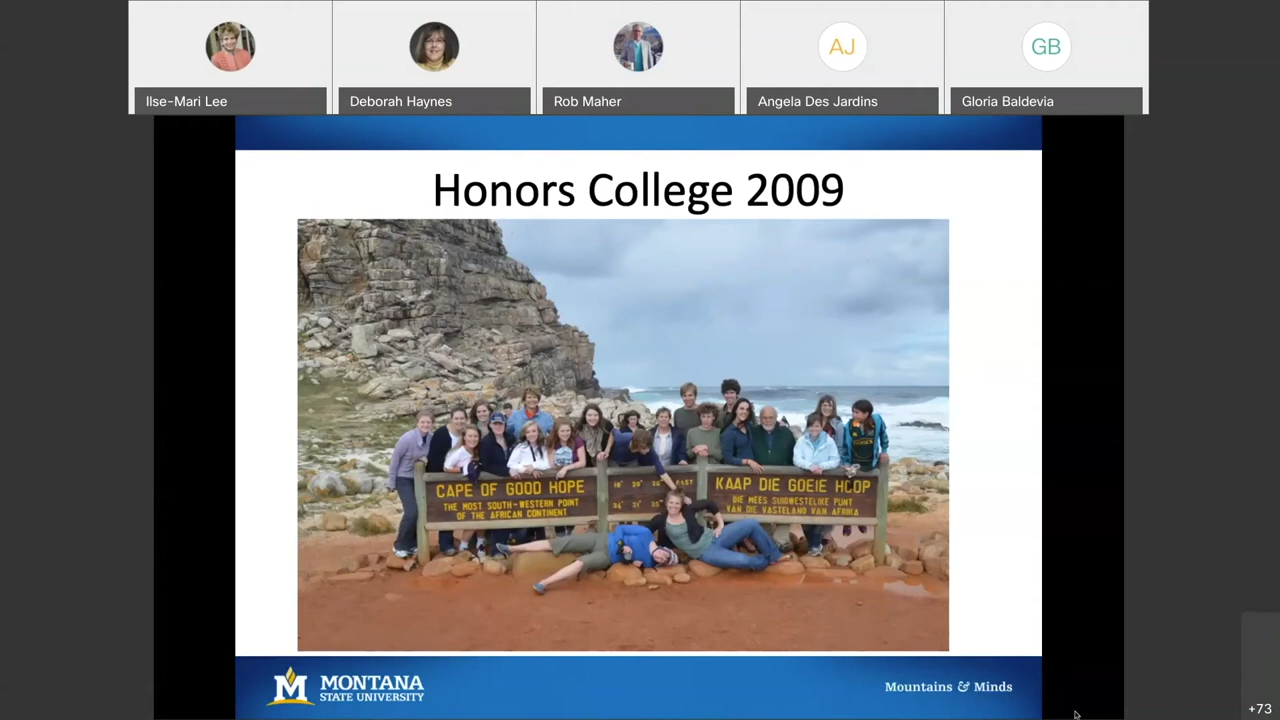 Ilse-Mari Lee
Deborah Haynes
Rob Maher
AJ
Angela Des Jardins
GB
Gloria Baldevia
Honors College 2009
CAPE OF GOOD HOPE
THE MOST SOUTH-WESTERN POINT
OF THE AFRICAN CONTINENT
EAST
KAAP DIE GOEIE HOOP
DIE MEES SUIDWESTELIKE PUNT
VAN DIE VASTELAND VAN AFRIKA
M
MONTANA
STATE UNIVERSITY
Mountains & Minds
+73